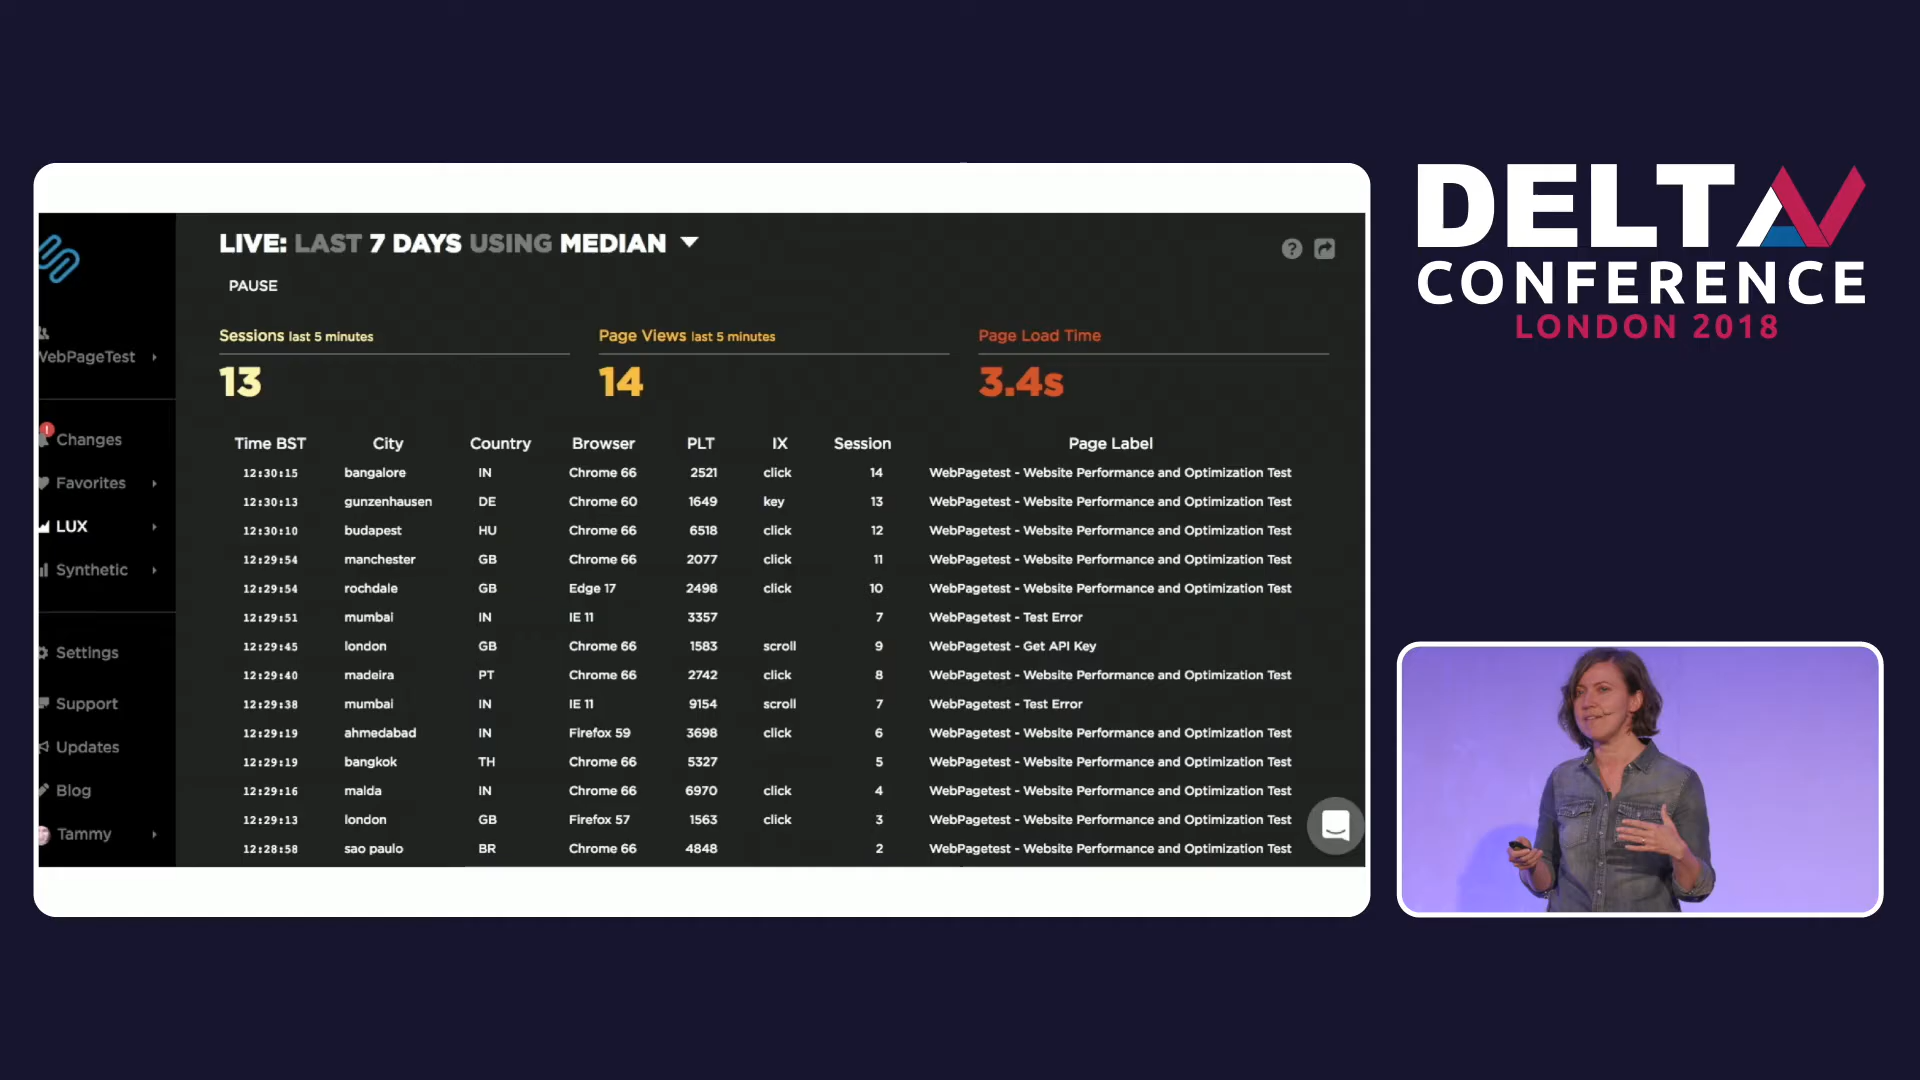 LIVE: LAST 7 DAYS USING MEDIAN
PAUSE
Sessions last 5 minutes
13
Page Views last 5 minutes
14
Page Load Time
3.4s
WebPageTest
Changes
Favorites
LUX
Synthetic
Settings
Support
Updates
Blog
Tammy
Time BST City Country Browser PLT IX Session Page Label
12:30:15 bangalore IN Chrome 66 2521 click 14 WebPagetest - Website Performance and Optimization Test
12:30:13 gunzenhausen DE Chrome 60 1649 key 13 WebPagetest - Website Performance and Optimization Test
12:30:10 budapest HU Chrome 66 6518 click 12 WebPagetest - Website Performance and Optimization Test
12:29:54 manchester GB Chrome 66 2077 click 11 WebPagetest - Website Performance and Optimization Test
12:29:54 rochdale GB Edge 17 2498 click 10 WebPagetest - Website Performance and Optimization Test
12:29:51 mumbai IN IE 11 3357 7 WebPagetest - Test Error
12:29:45 london GB Chrome 66 1583 scroll 9 WebPagetest - Get API Key
12:29:40 madeira PT Chrome 66 2742 click 8 WebPagetest - Website Performance and Optimization Test
12:29:38 mumbai IN IE 11 9154 scroll 7 WebPagetest - Test Error
12:29:19 ahmedabad IN Firefox 59 3698 click 6 WebPagetest - Website Performance and Optimization Test
12:29:19 bangkok TH Chrome 66 5327 5 WebPagetest - Website Performance and Optimization Test
12:29:16 malda IN Chrome 66 6970 click 4 WebPagetest - Website Performance and Optimization Test
12:29:13 london GB Firefox 57 1563 click 3 WebPagetest - Website Performance and Optimization Test
12:28:58 sao paulo BR Chrome 66 4848 2 WebPagetest - Website Performance and Optimization Test
DELTA V
CONFERENCE
LONDON 2018